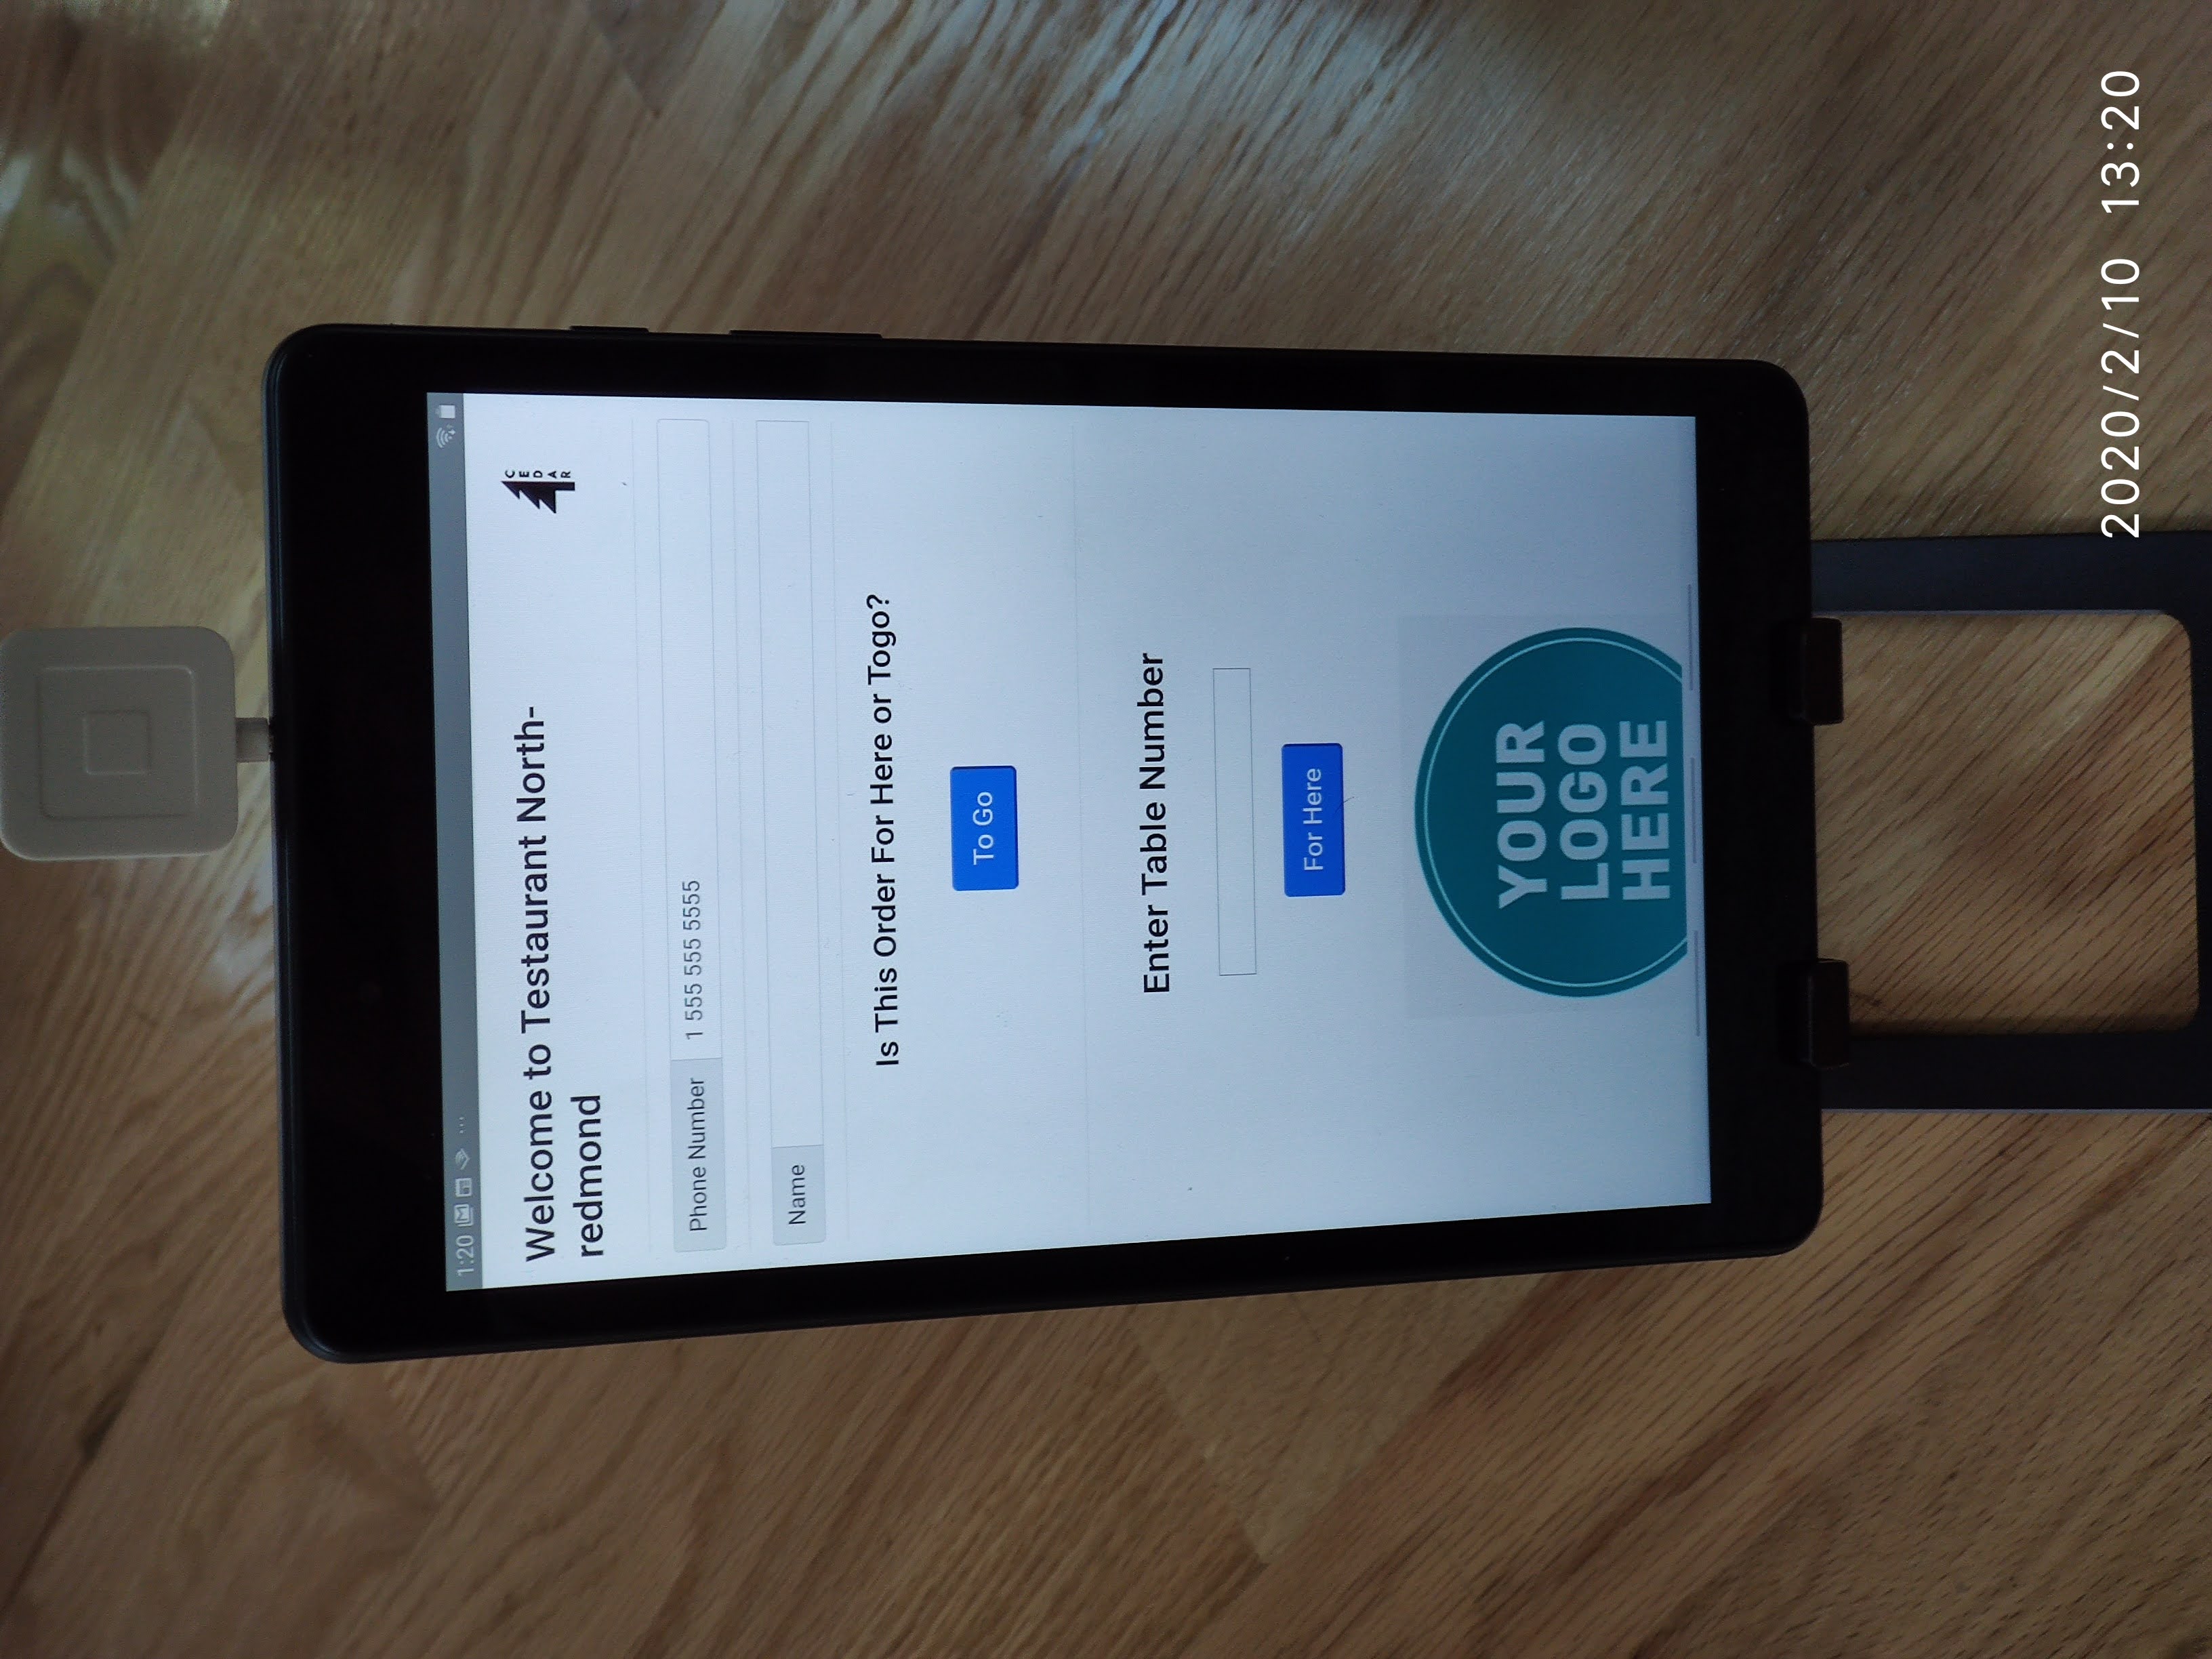 1:20
Welcome to Testaurant North-
redmond
CEDAR
Phone Number 1 555 555 5555
Name
Is This Order For Here or Togo?
To Go
Enter Table Number
For Here
YOUR
LOGO
HERE
2020/2/10 13:20